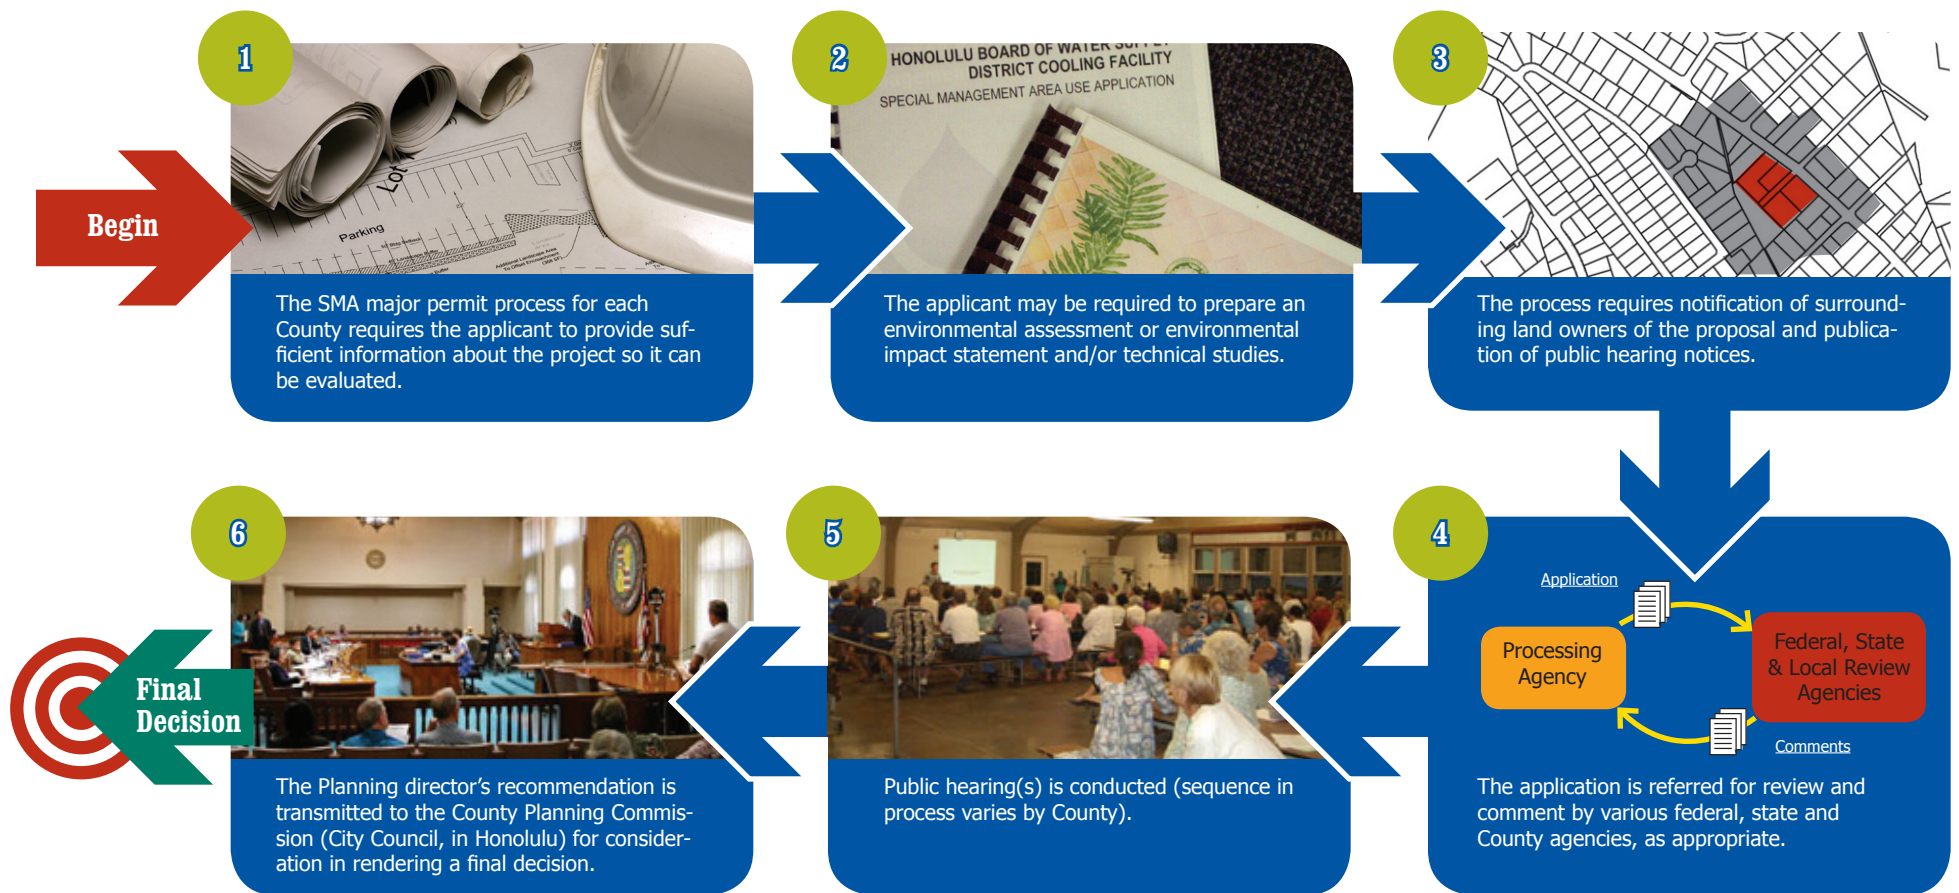 1
Lot
Parking
The SMA major permit process for each
County requires the applicant to provide suf-
ficient information about the project so it can
be evaluated.
Begin
2
HONOLULU BOARD OF WATER SUPPLY
DISTRICT COOLING FACILITY
SPECIAL MANAGEMENT AREA USE APPLICATION
The applicant may be required to prepare an
environmental assessment or environmental
impact statement and/or technical studies.
3
The process requires notification of surround-
ing land owners of the proposal and publica-
tion of public hearing notices.
4
Application
Processing
Agency
Federal, State
& Local Review
Agencies
Comments
The application is referred for review and
comment by various federal, state and
County agencies, as appropriate.
5
Public hearing(s) is conducted (sequence in
process varies by County).
6
The Planning director’s recommendation is
transmitted to the County Planning Commis-
sion (City Council, in Honolulu) for consider-
ation in rendering a final decision.
Final
Decision